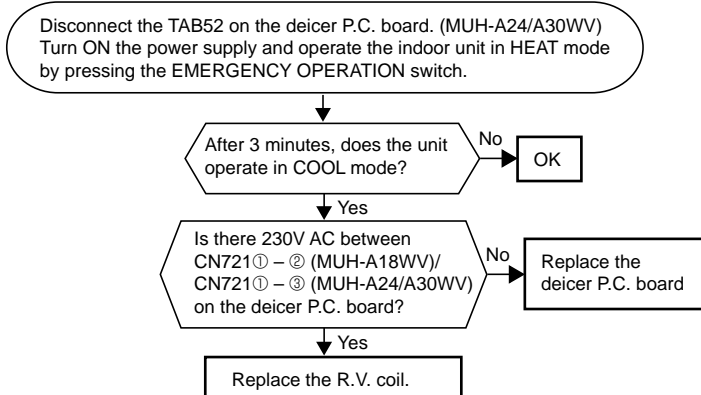 Disconnect the TAB52 on the deicer P.C. board. (MUH-A24/A30WV)
Turn ON the power supply and operate the indoor unit in HEAT mode
by pressing the EMERGENCY OPERATION switch.
After 3 minutes, does the unit
operate in COOL mode?
No
OK
Yes
Is there 230V AC between
CN721① – ② (MUH-A18WV)/
CN721① – ③ (MUH-A24/A30WV)
on the deicer P.C. board?
No
Replace the
deicer P.C. board
Yes
Replace the R.V. coil.